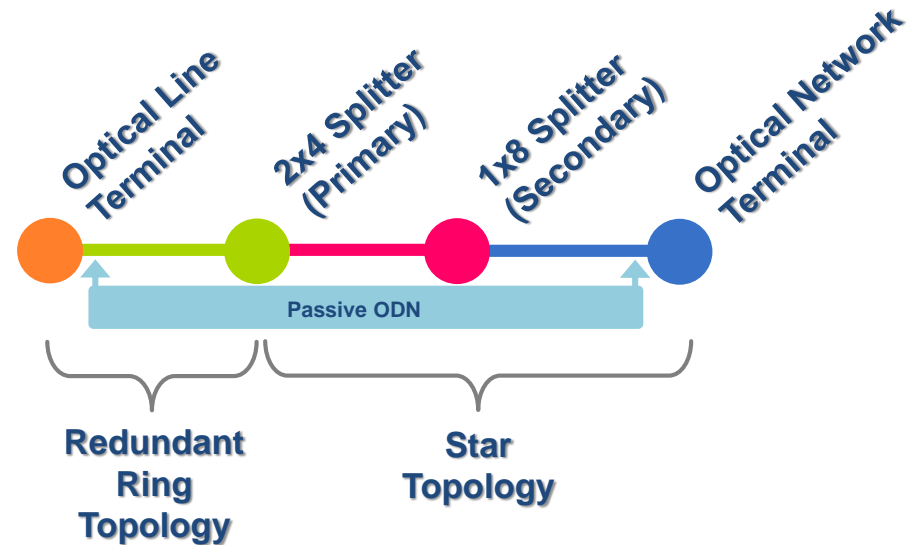 Optical Line
Terminal
2x4 Splitter
(Primary)
1x8 Splitter
(Secondary)
Optical Network
Terminal
Passive ODN
Redundant
Ring
Topology
Star
Topology